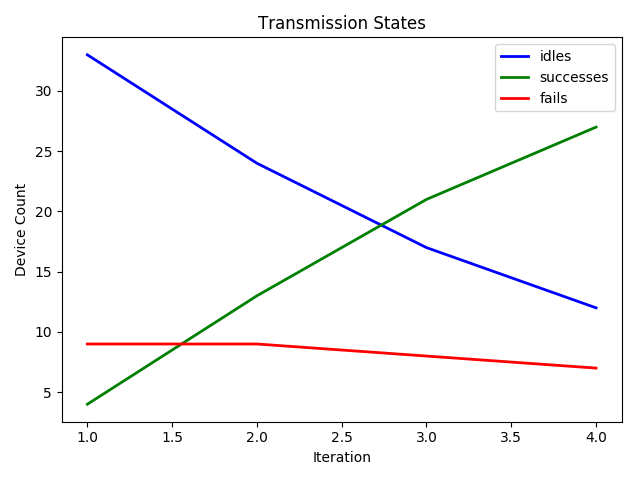 Transmission States
idles
successes
fails
Device Count
30
25
20
15
10
5
1.0 1.5 2.0 2.5 3.0 3.5 4.0
Iteration